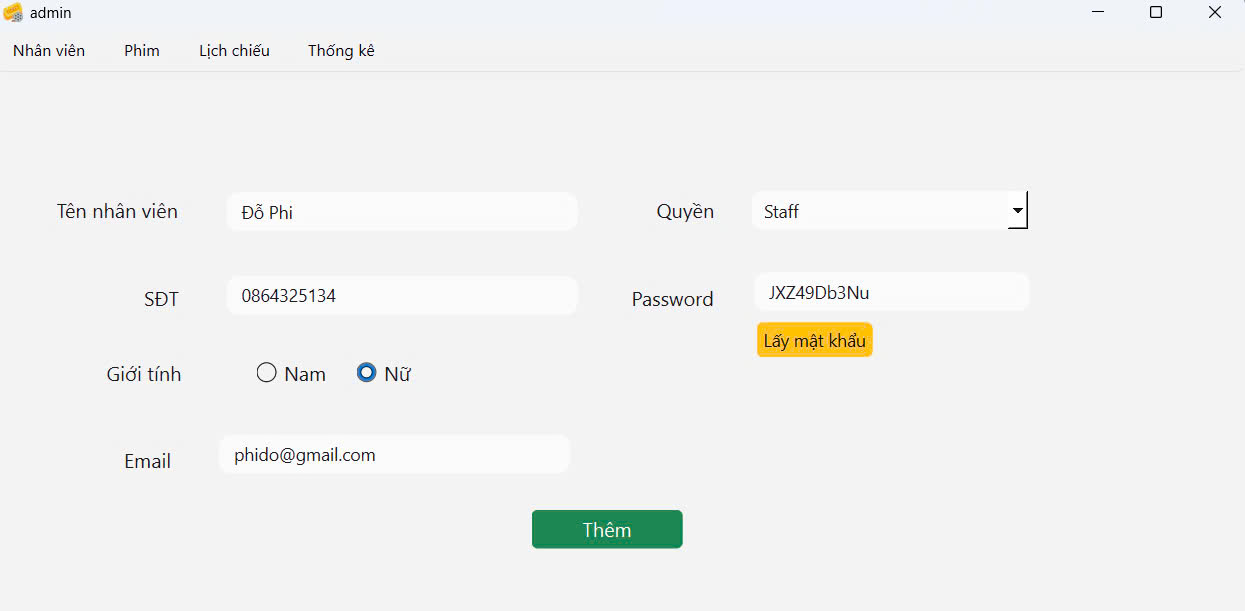 admin
Nhân viên Phim Lịch chiếu Thống kê
Tên nhân viên Đỗ Phi Quyền Staff
SĐT 0864325134 Password JXZ49Db3Nu
Lấy mật khẩu
Giới tính Nam Nữ
Email phido@gmail.com
Thêm